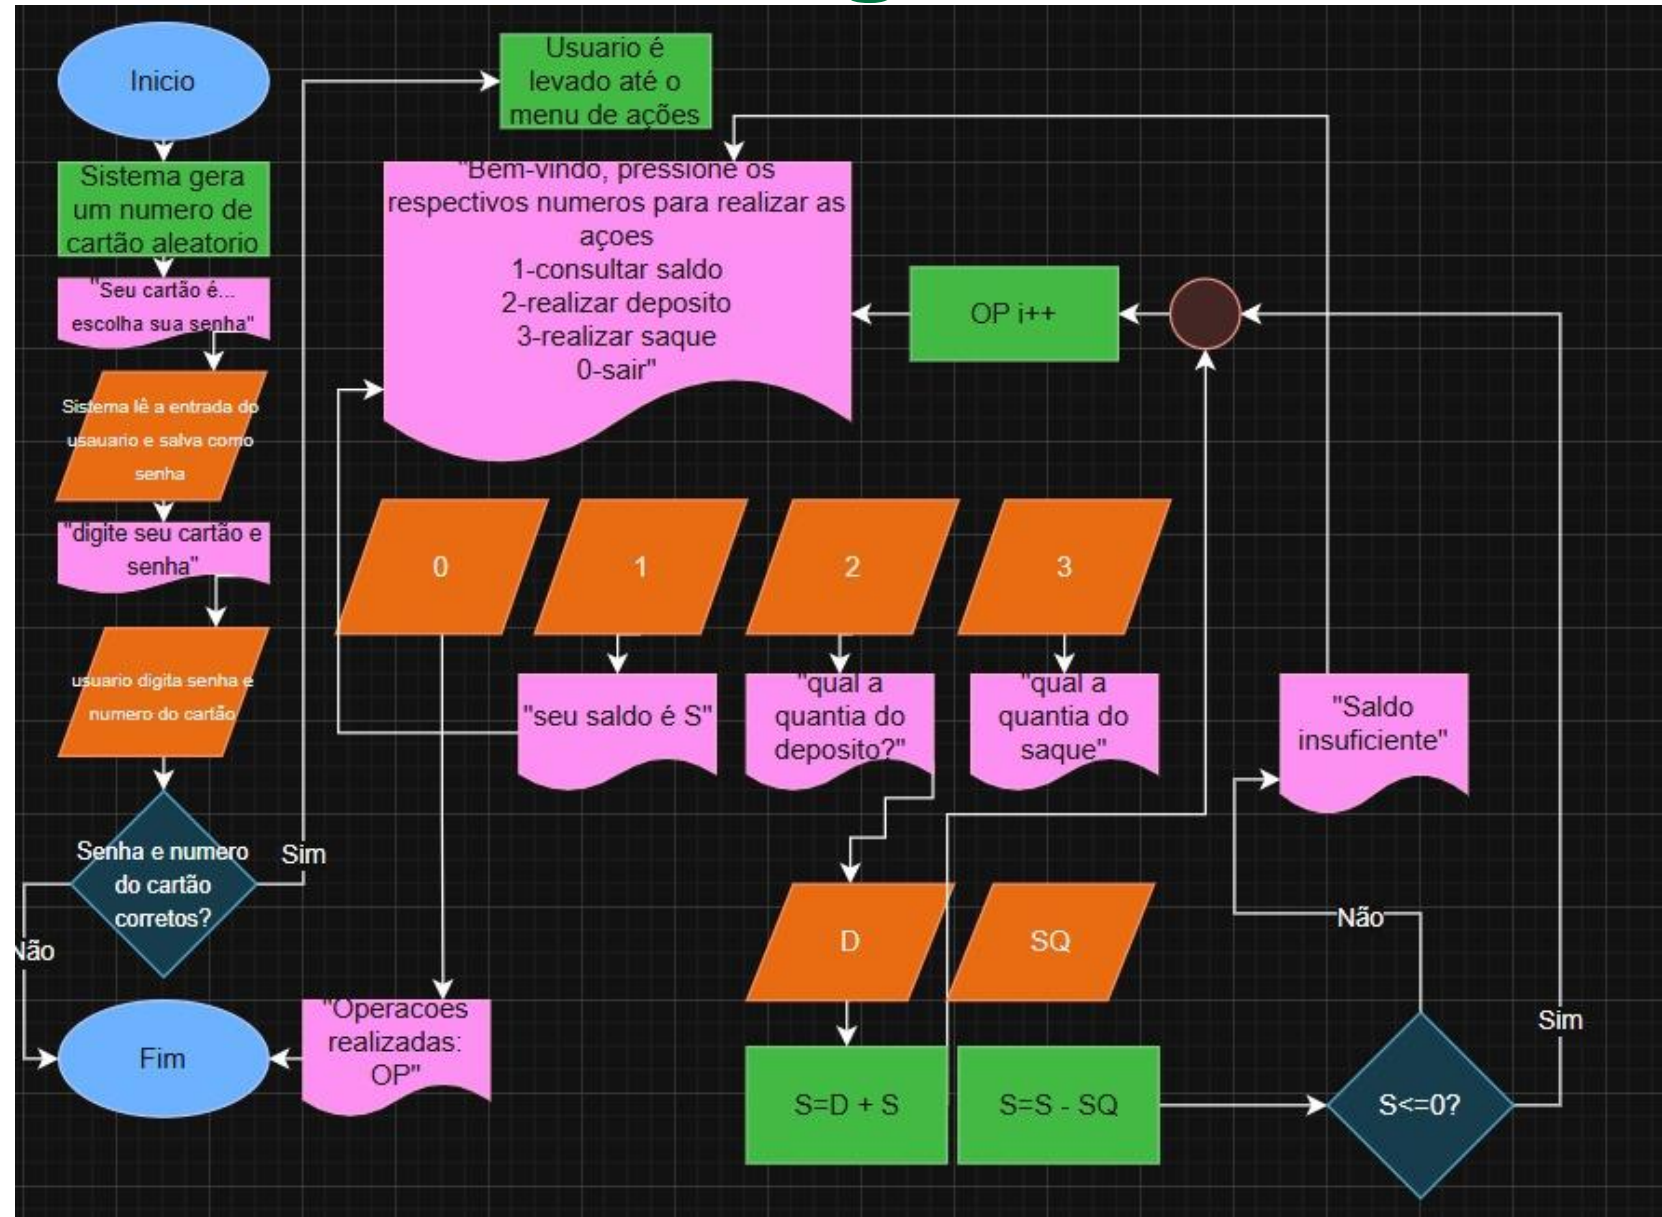 Inicio
Sistema gera
um numero de
cartão aleatorio
"Seu cartão é...
escolha sua senha"
Sistema lê a entrada do
usauario e salva como
senha
"digite seu cartão e
senha"
usuario digita senha e
numero do cartão
Senha e numero
do cartão
corretos?
Sim
Não
Fim
Usuario é
levado até o
menu de ações
"Bem-vindo, pressione os
respectivos numeros para realizar as
açoes
1-consultar saldo
2-realizar deposito
3-realizar saque
0-sair"
OP i++
0
1
2
3
"seu saldo é S"
"qual a
quantia do
deposito?"
"qual a
quantia do
saque"
"Saldo
insuficiente"
D
SQ
Não
Sim
"Operacoes
realizadas:
OP"
S=D + S
S=S - SQ
S<=0?